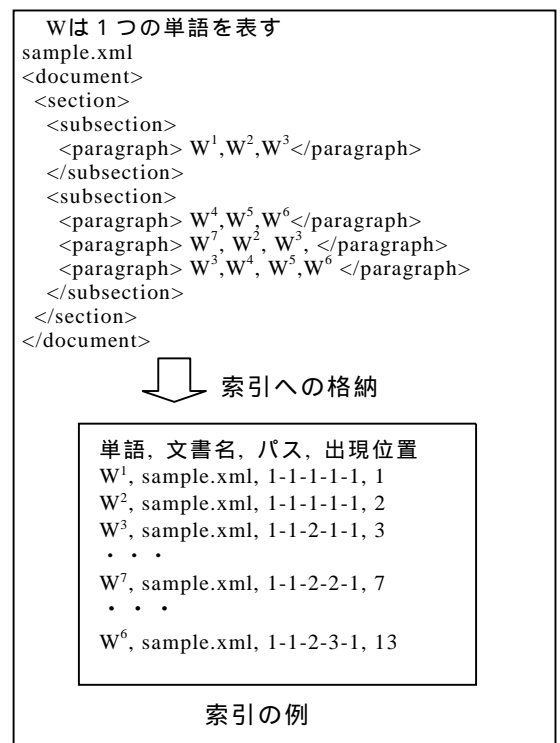 Wは１つの単語を表す
sample.xml
<document>
<section>
<subsection>
<paragraph> W¹,W²,W³</paragraph>
</subsection>
<subsection>
<paragraph> W⁴,W⁵,W⁶</paragraph>
<paragraph> W⁷, W², W³, </paragraph>
<paragraph> W³,W⁴, W⁵,W⁶ </paragraph>
</subsection>
</section>
</document>
索引への格納
単語, 文書名, パス, 出現位置
W¹, sample.xml, 1-1-1-1-1, 1
W², sample.xml, 1-1-1-1-1, 2
W³, sample.xml, 1-1-2-1-1, 3
・・・
W⁷, sample.xml, 1-1-2-2-1, 7
・・・
W⁶, sample.xml, 1-1-2-3-1, 13
索引の例